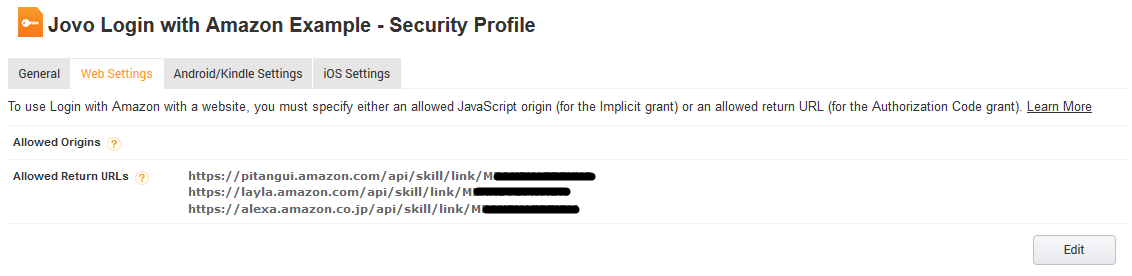 Jovo Login with Amazon Example - Security Profile
General Web Settings Android/Kindle Settings iOS Settings
To use Login with Amazon with a website, you must specify either an allowed JavaScript origin (for the Implicit grant) or an allowed return URL (for the Authorization Code grant). Learn More
Allowed Origins ?
Allowed Return URLs ? https://pitangui.amazon.com/api/skill/link/M
https://layla.amazon.com/api/skill/link/M
https://alexa.amazon.co.jp/api/skill/link/M
Edit